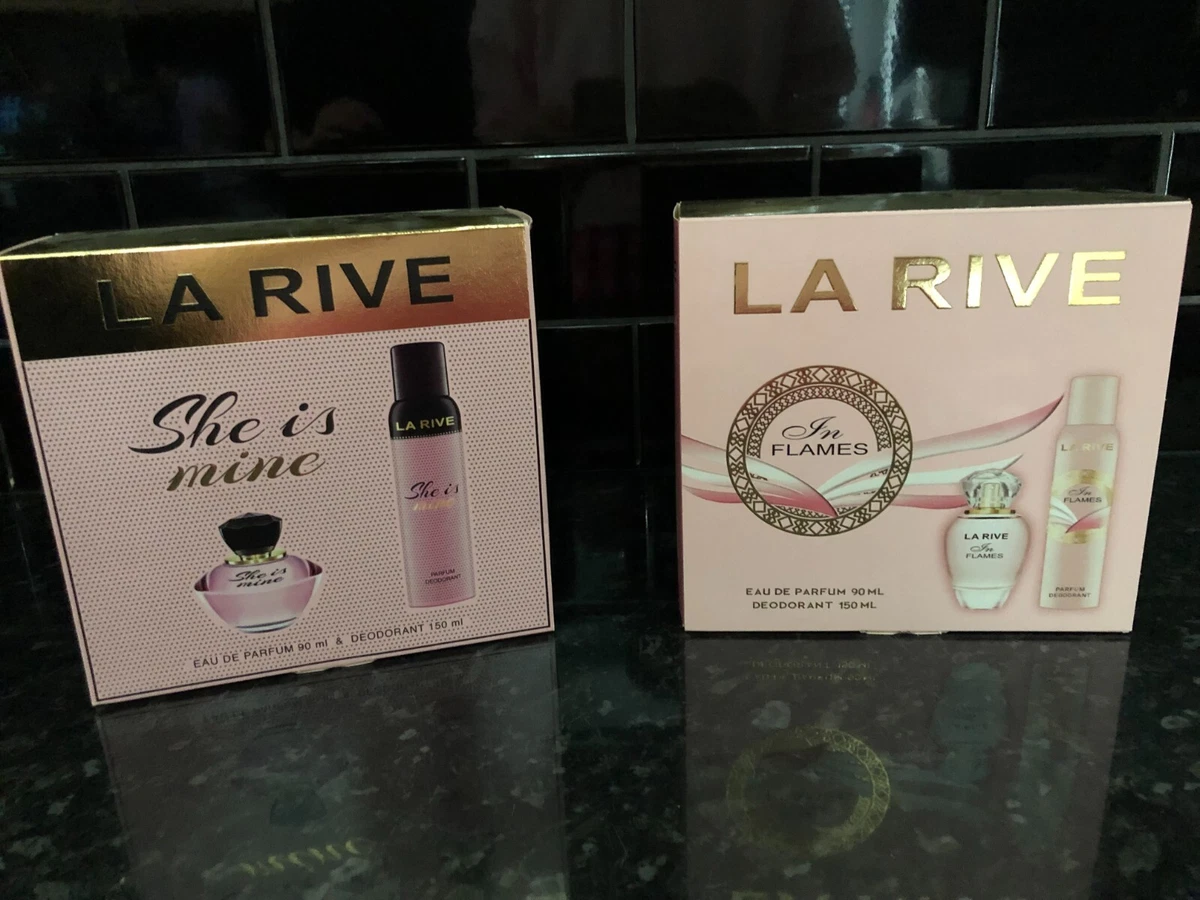 LA RIVE
She is
mine
LA RIVE
She is
mine
PARFUM
DEODORANT
She is
mine
EAU DE PARFUM 90 ml & DEODORANT 150 ml
LA RIVE
In
FLAMES
LA RIVE
In
FLAMES
PARFUM
DEODORANT
LA RIVE
In
FLAMES
EAU DE PARFUM 90 ML
DEODORANT 150 ML